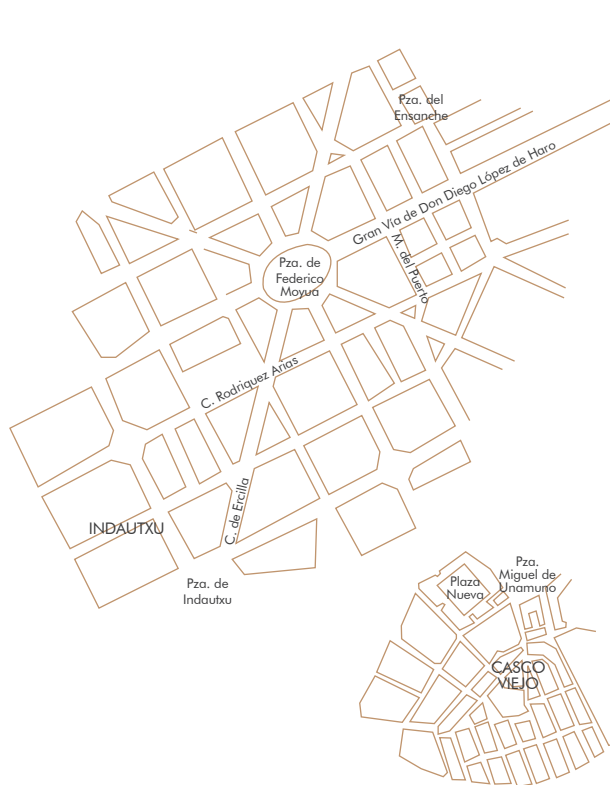 Pza. del
Ensanche
Gran Vía de Don Diego López de Haro
M. del Puerto
Pza. de
Federico
Moyua
C. Rodriquez Arias
C. de Ercilla
INDAUTXU
Pza. de
Indautxu
Pza.
Miguel de
Unamuno
Plaza
Nueva
CASCO
VIEJO